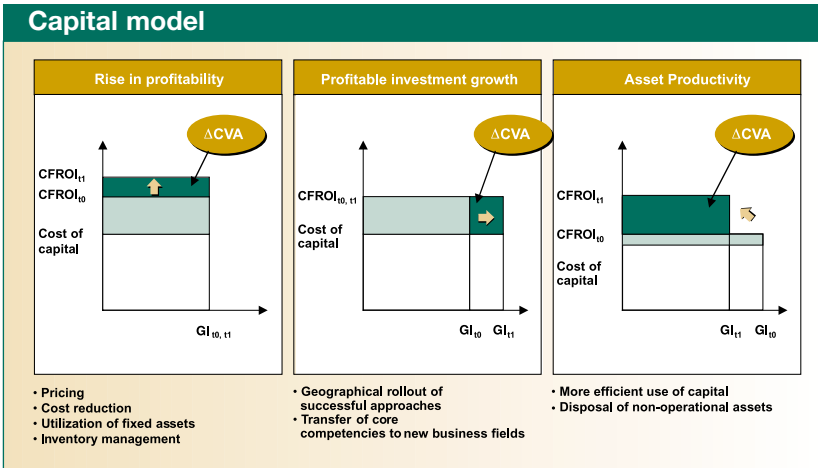 Capital model
Rise in profitability
ΔCVA
CFROIt1
CFROIt0
Cost of
capital
GIt0, t1
• Pricing
• Cost reduction
• Utilization of fixed assets
• Inventory management
Profitable investment growth
ΔCVA
CFROIt0, t1
Cost of
capital
GIt0 GIt1
• Geographical rollout of
successful approaches
• Transfer of core
competencies to new business fields
Asset Productivity
ΔCVA
CFROIt1
CFROIt0
Cost of
capital
GIt1 GIt0
• More efficient use of capital
• Disposal of non-operational assets